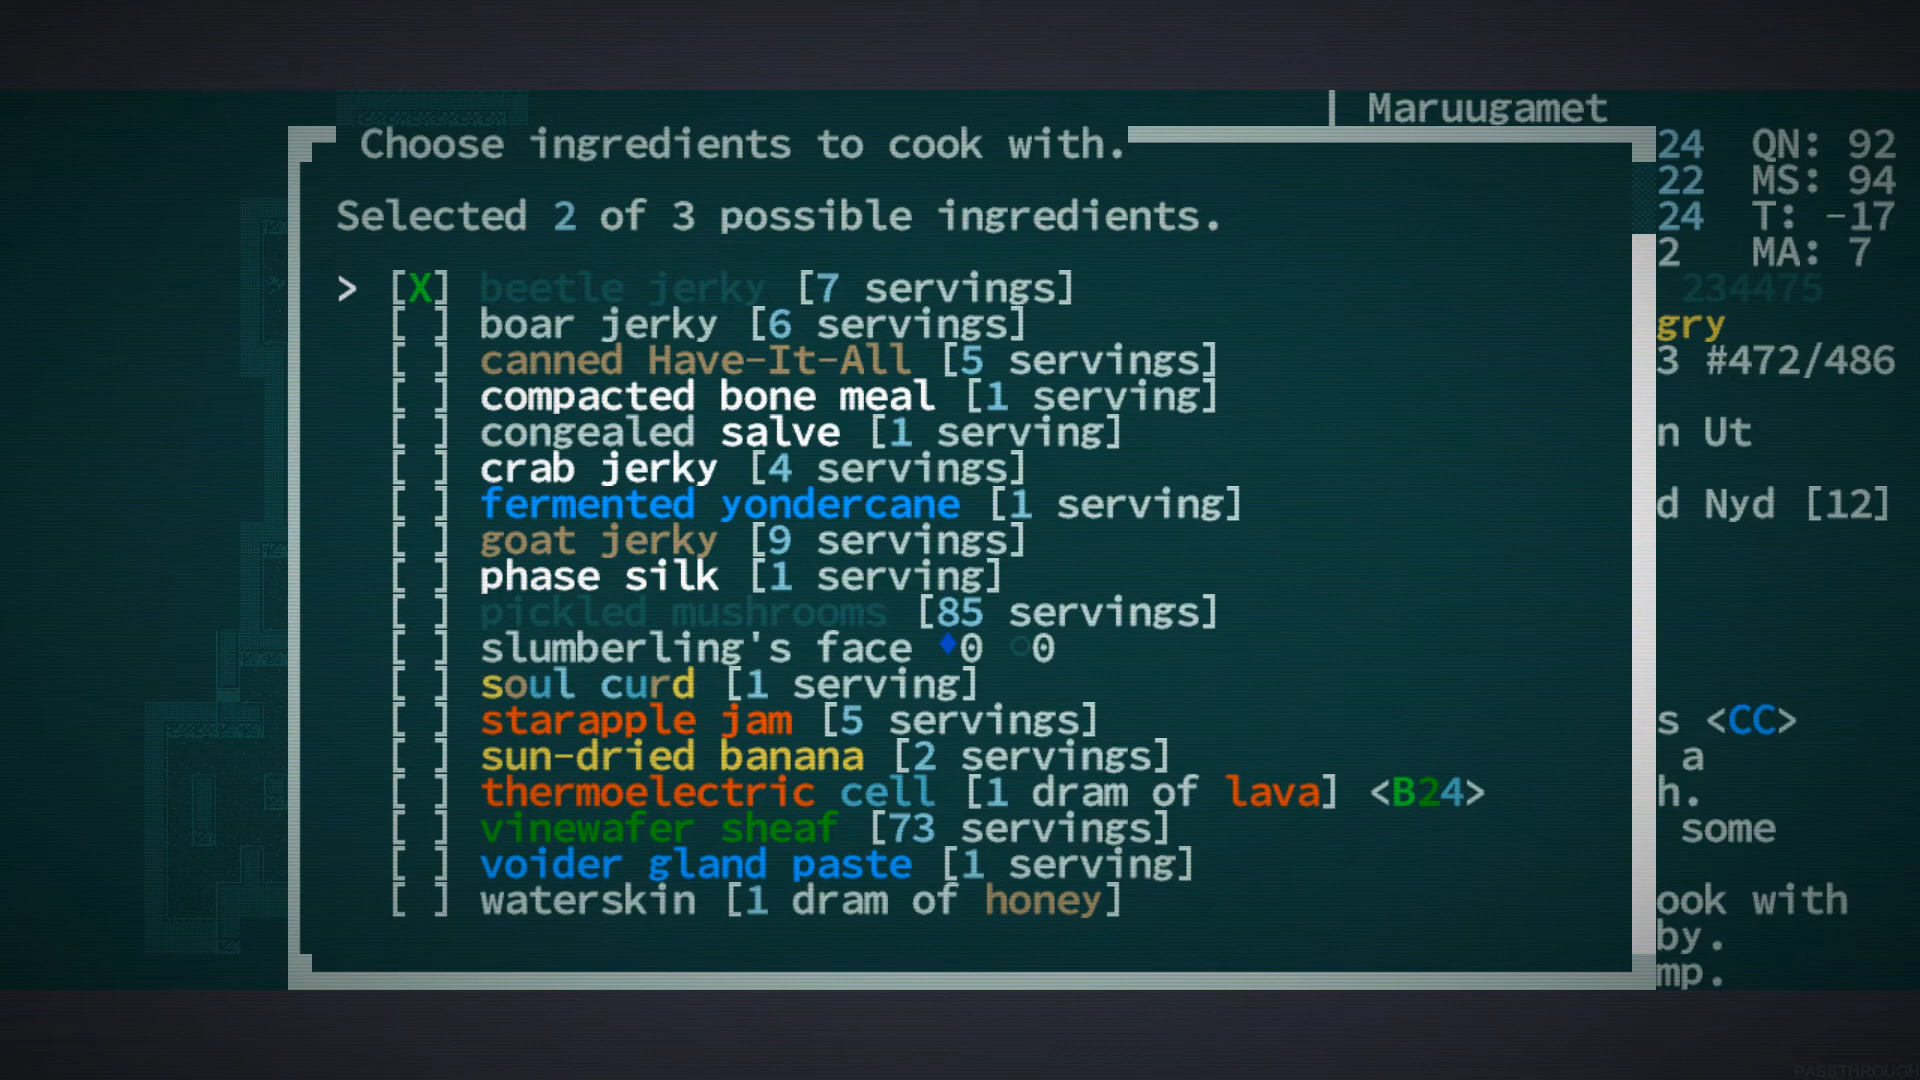 | Maruugamet
Choose ingredients to cook with.
24 QN: 92
22 MS: 94
Selected 2 of 3 possible ingredients.
24 T: -17
2 MA: 7
> [X] beetle jerky [7 servings]
234475
[ ] boar jerky [6 servings]
gry
[ ] canned Have-It-All [5 servings]
3 #472/486
[ ] compacted bone meal [1 serving]
[ ] congealed salve [1 serving]
n Ut
[ ] crab jerky [4 servings]
[ ] fermented yondercane [1 serving]
d Nyd [12]
[ ] goat jerky [9 servings]
[ ] phase silk [1 serving]
[ ] pickled mushrooms [85 servings]
[ ] slumberling's face ♦0 ○0
[ ] soul curd [1 serving]
[ ] starapple jam [5 servings]
s <CC>
[ ] sun-dried banana [2 servings]
a
[ ] thermoelectric cell [1 dram of lava] <B24>
h.
[ ] vinewafer sheaf [73 servings]
some
[ ] voider gland paste [1 serving]
[ ] waterskin [1 dram of honey]
ook with
by.
mp.
PASSTHROUGH